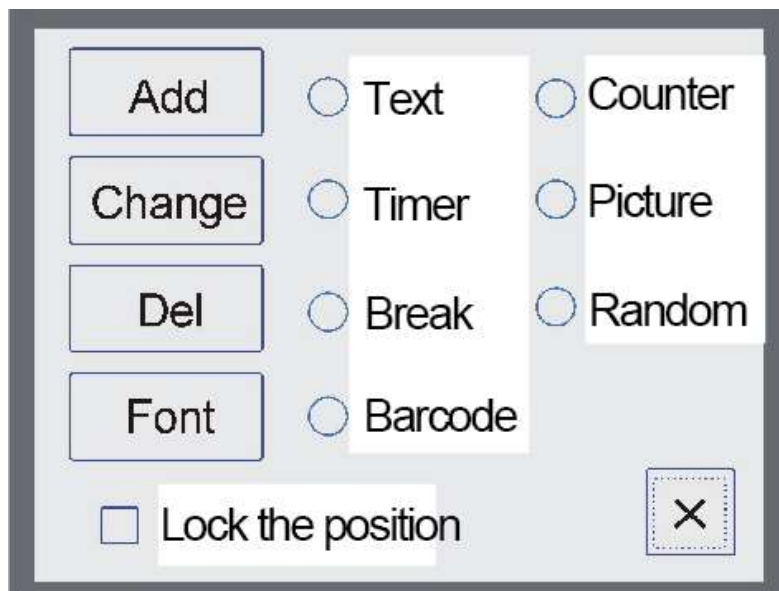 Add Text Counter
Change Timer Picture
Del Break Random
Font Barcode
Lock the position
×